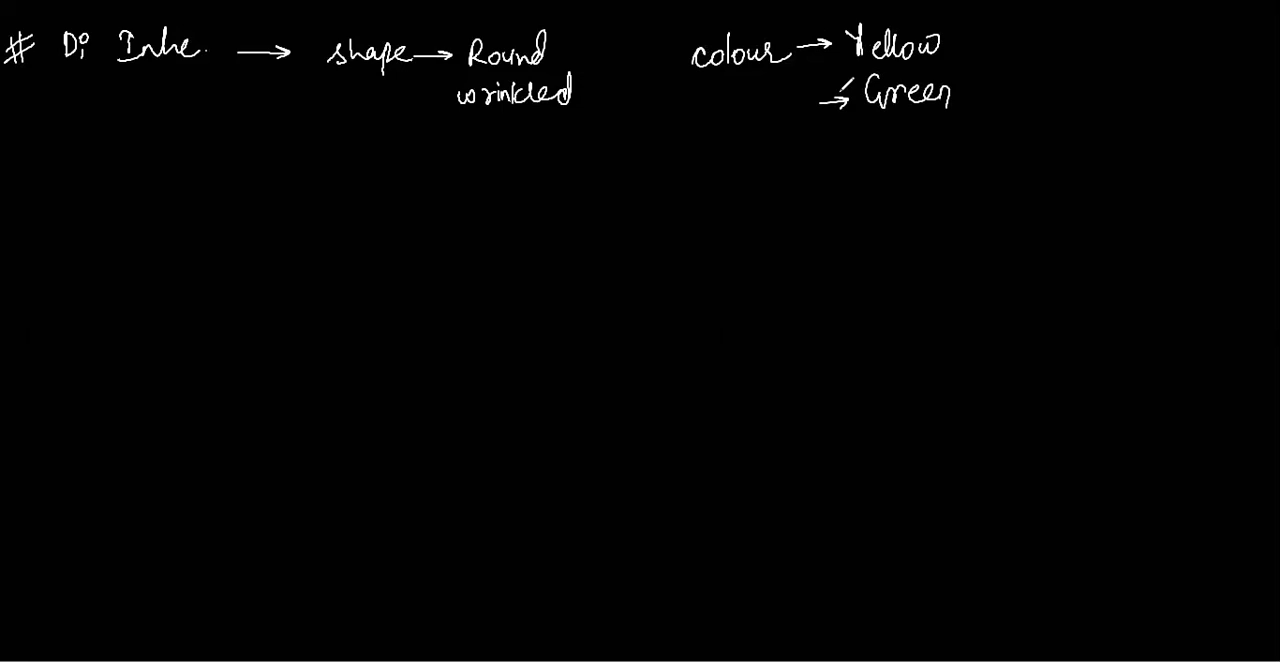 # Di Inhe. → shape → Round colour → Yellow
wrinkled → Green